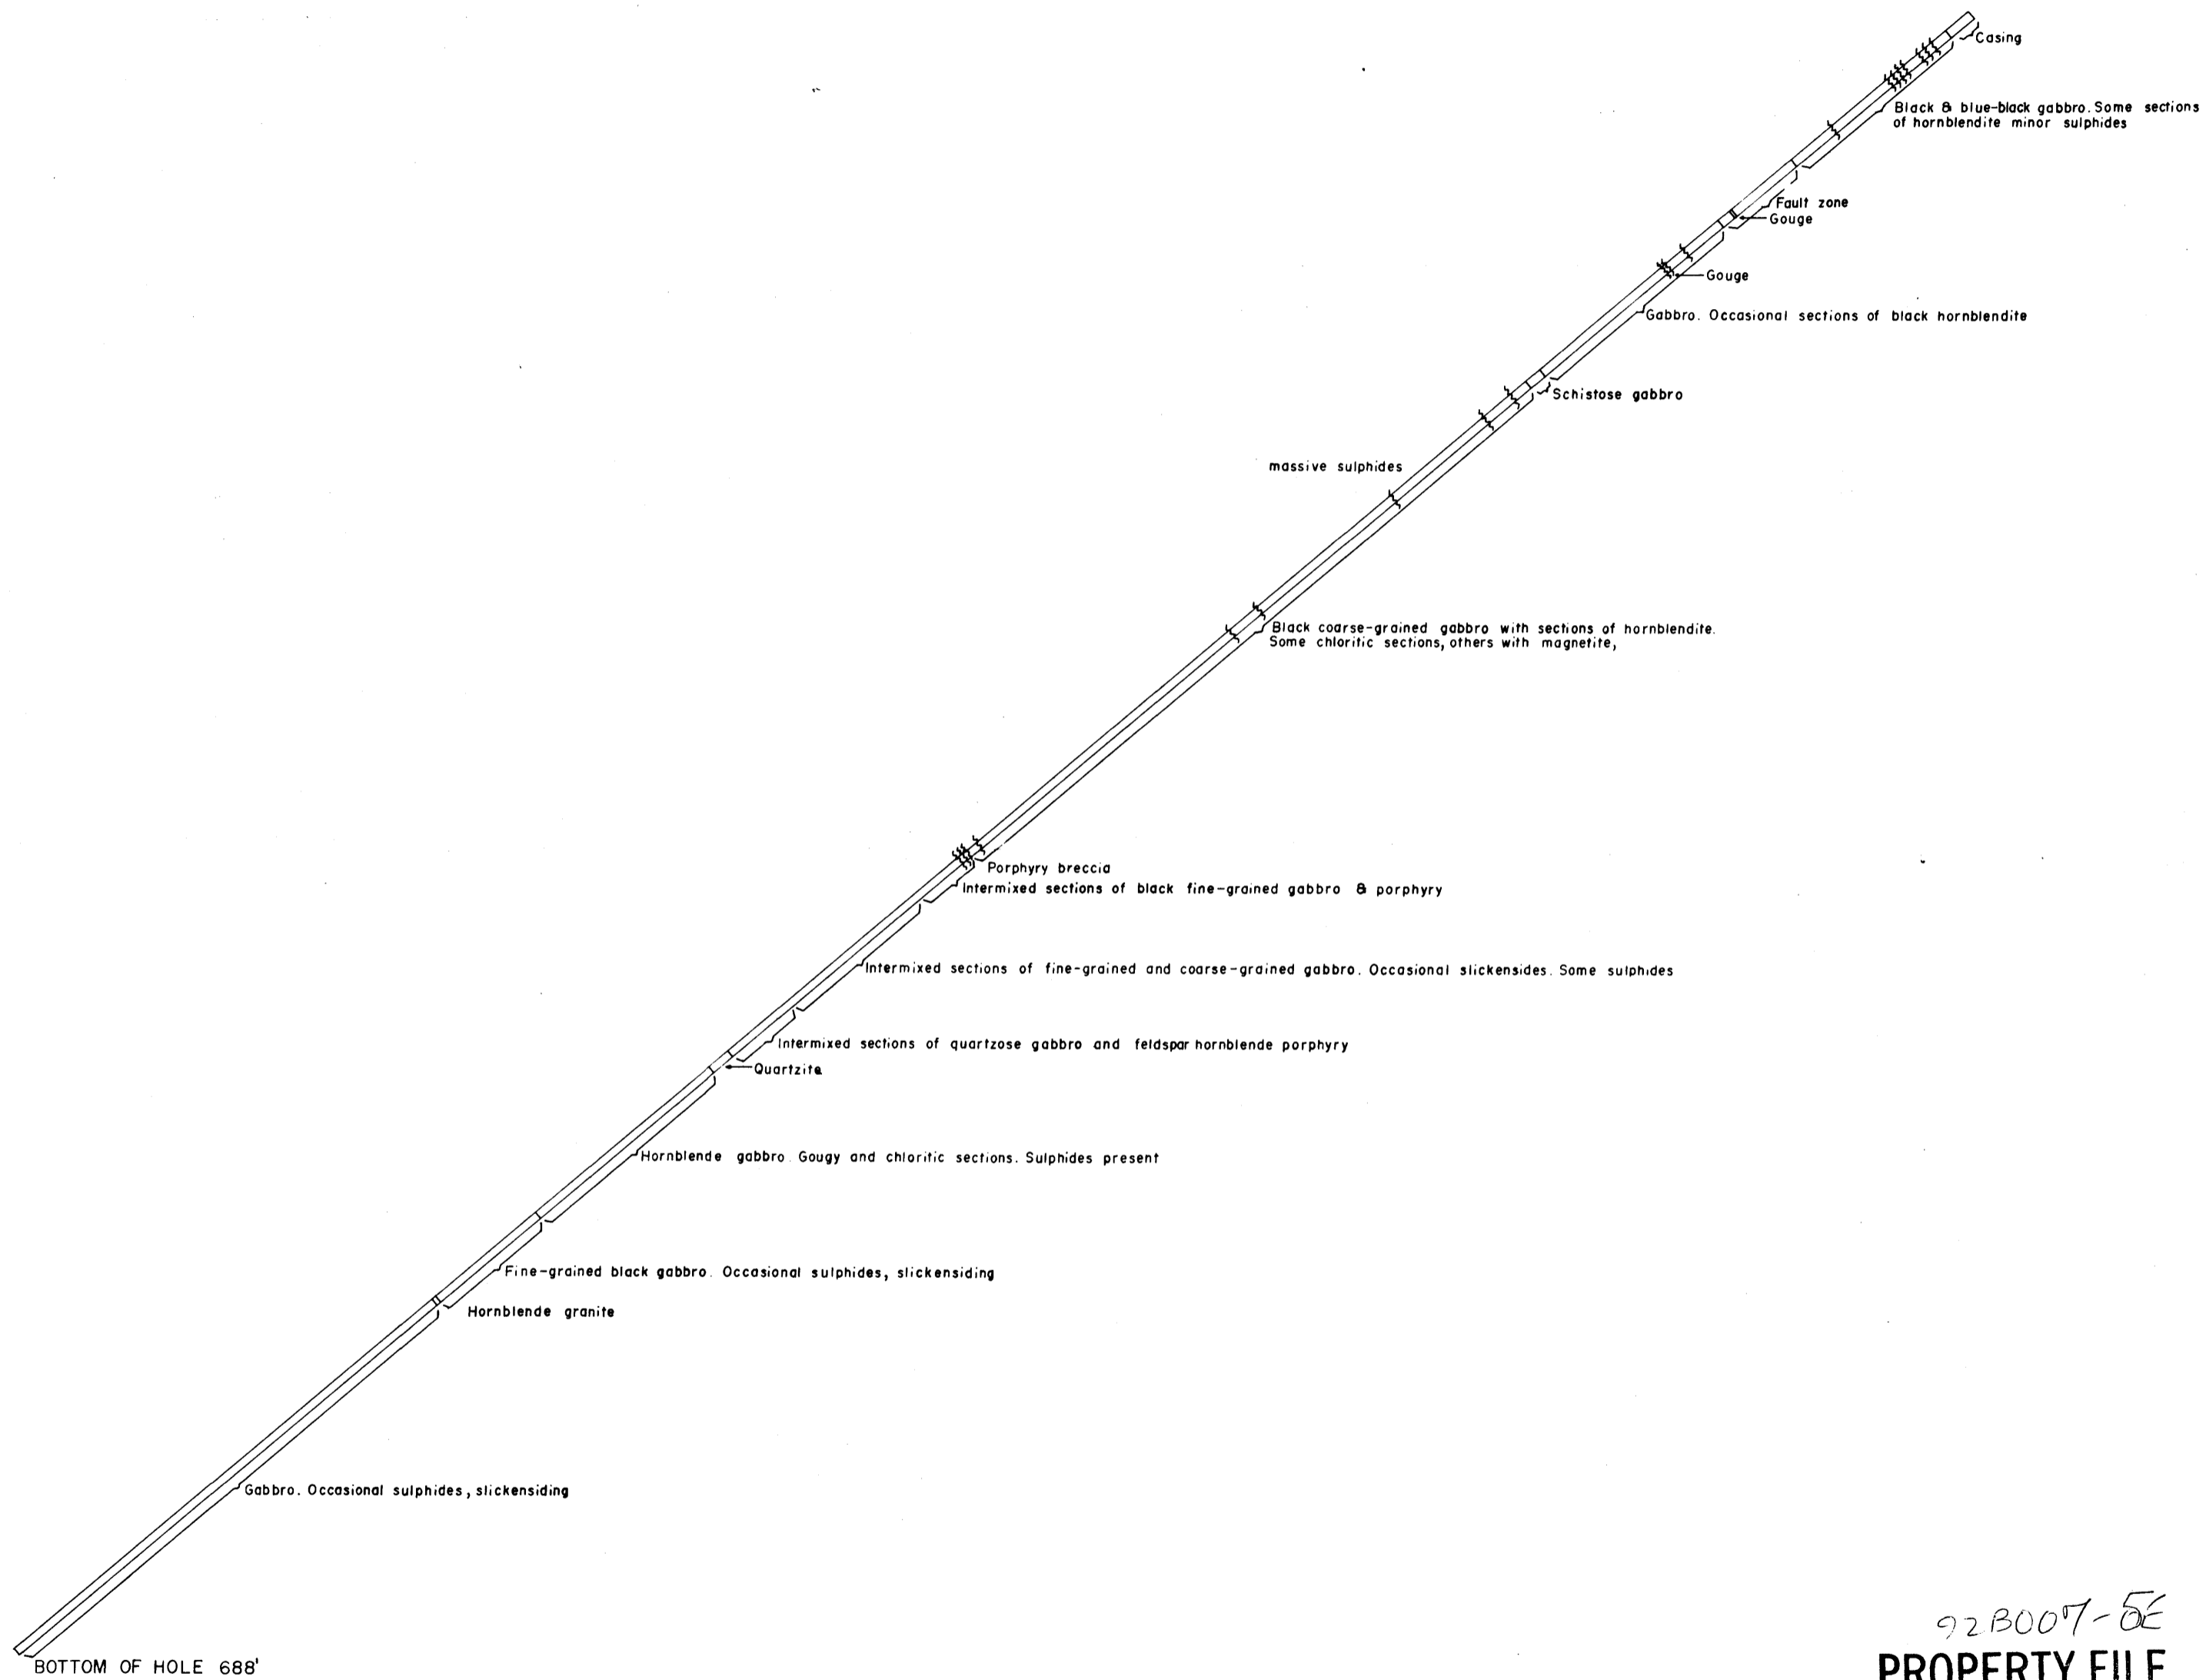 Casing
Black & blue-black gabbro. Some sections
of hornblendite minor sulphides
Fault zone
Gouge
Gouge
Gabbro. Occasional sections of black hornblendite
Schistose gabbro
massive sulphides
Black coarse-grained gabbro with sections of hornblendite.
Some chloritic sections, others with magnetite,
Porphyry breccia
Intermixed sections of black fine-grained gabbro & porphyry
Intermixed sections of fine-grained and coarse-grained gabbro. Occasional slickensides. Some sulphides
Intermixed sections of quartzose gabbro and feldspar hornblende porphyry
Quartzite
Hornblende gabbro. Gougy and chloritic sections. Sulphides present
Fine-grained black gabbro. Occasional sulphides, slickensiding
Hornblende granite
Gabbro. Occasional sulphides, slickensiding
BOTTOM OF HOLE 688'
92B007-
PROPERTY FILE